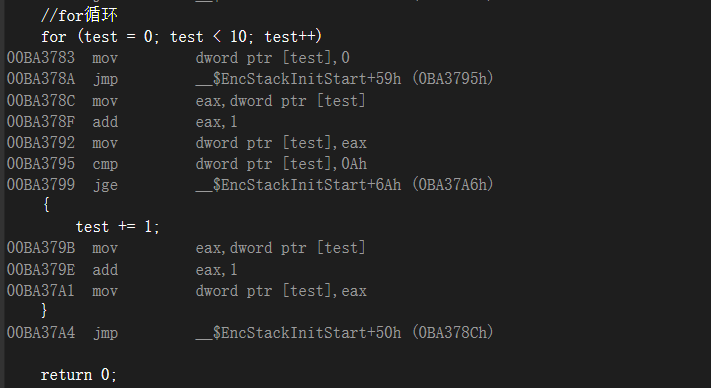 //for循环
for (test = 0; test < 10; test++)
00BA3783 mov dword ptr [test],0
00BA378A jmp __$EncStackInitStart+59h (0BA3795h)
00BA378C mov eax,dword ptr [test]
00BA378F add eax,1
00BA3792 mov dword ptr [test],eax
00BA3795 cmp dword ptr [test],0Ah
00BA3799 jge __$EncStackInitStart+6Ah (0BA37A6h)
{
test += 1;
00BA379B mov eax,dword ptr [test]
00BA379E add eax,1
00BA37A1 mov dword ptr [test],eax
}
00BA37A4 jmp __$EncStackInitStart+50h (0BA378Ch)
return 0;